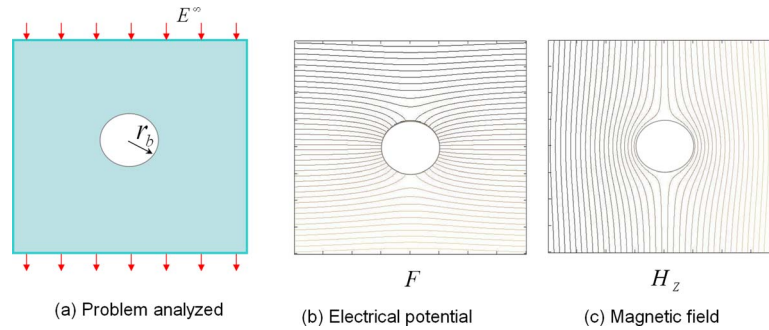 E∞
r_b
F
H_Z
(a) Problem analyzed
(b) Electrical potential
(c) Magnetic field